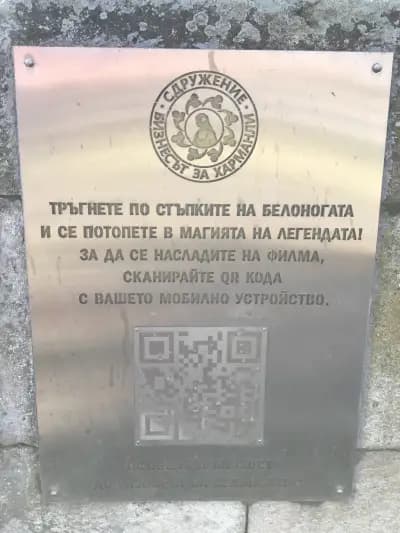 СДРУЖЕНИЕ
БИЗНЕСЪТ ЗА ХАРМАНЛИ
ТРЪГНЕТЕ ПО СТЪПКИТЕ НА БЕЛОНОГАТА
И СЕ ПОТОПЕТЕ В МАГИЯТА НА ЛЕГЕНДАТА!
ЗА ДА СЕ НАСЛАДИТЕ НА ФИЛМА,
СКАНИРАЙТЕ QR КОДА
С ВАШЕТО МОБИЛНО УСТРОЙСТВО.